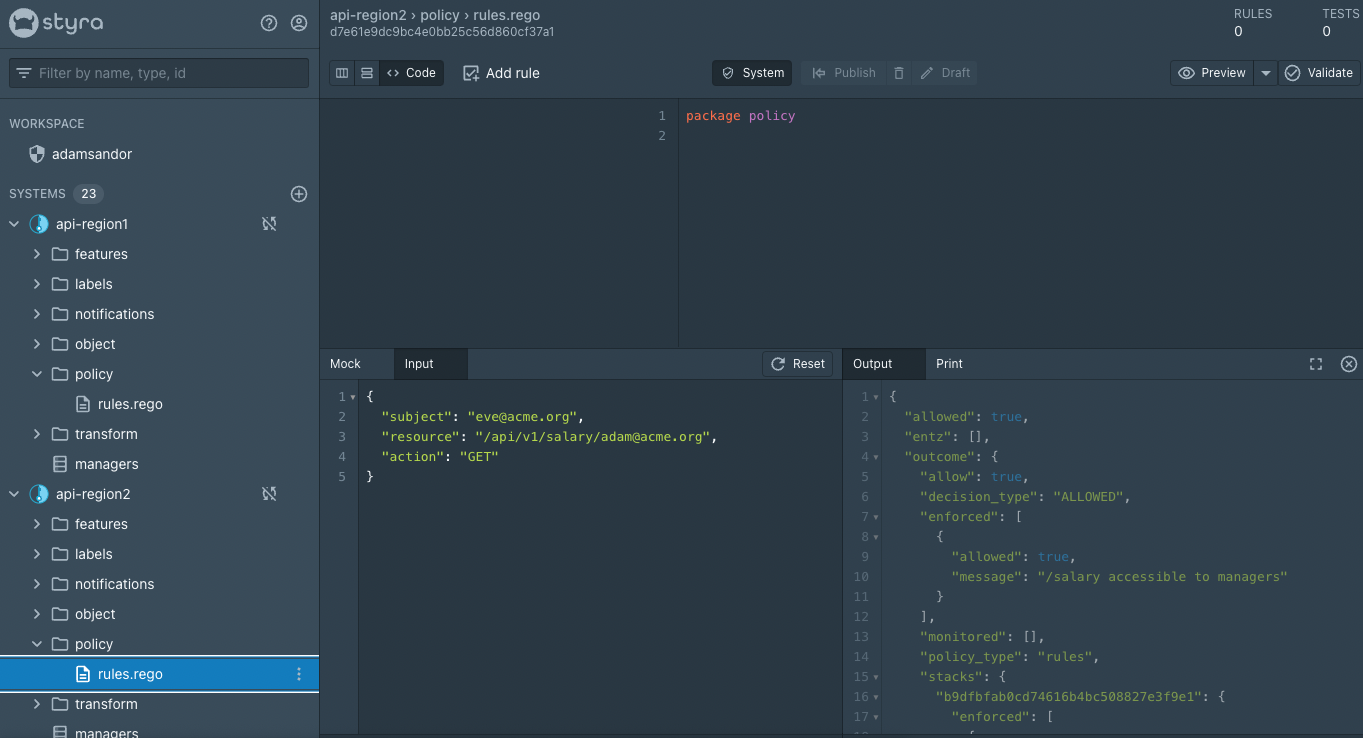 styra
Filter by name, type, id
WORKSPACE
adamsandor
SYSTEMS 23
api-region1
features
labels
notifications
object
policy
rules.rego
transform
managers
api-region2
features
labels
notifications
object
policy
rules.rego
transform
managers
api-region2 › policy › rules.rego
d7e61e9dc9bc4e0bb25c56d860cf37a1
RULES
0
TESTS
0
<> Code
Add rule
System
Publish
Draft
Preview
Validate
1 package policy
2
Mock
Input
Reset
1 {
2 "subject": "eve@acme.org",
3 "resource": "/api/v1/salary/adam@acme.org",
4 "action": "GET"
5 }
Output
Print
1 {
2 "allowed": true,
3 "entz": [],
4 "outcome": {
5 "allow": true,
6 "decision_type": "ALLOWED",
7 "enforced": [
8 {
9 "allowed": true,
10 "message": "/salary accessible to managers"
11 }
12 ],
13 "monitored": [],
14 "policy_type": "rules",
15 "stacks": {
16 "b9dfbfab0cd74616b4bc508827e3f9e1": {
17 "enforced": [